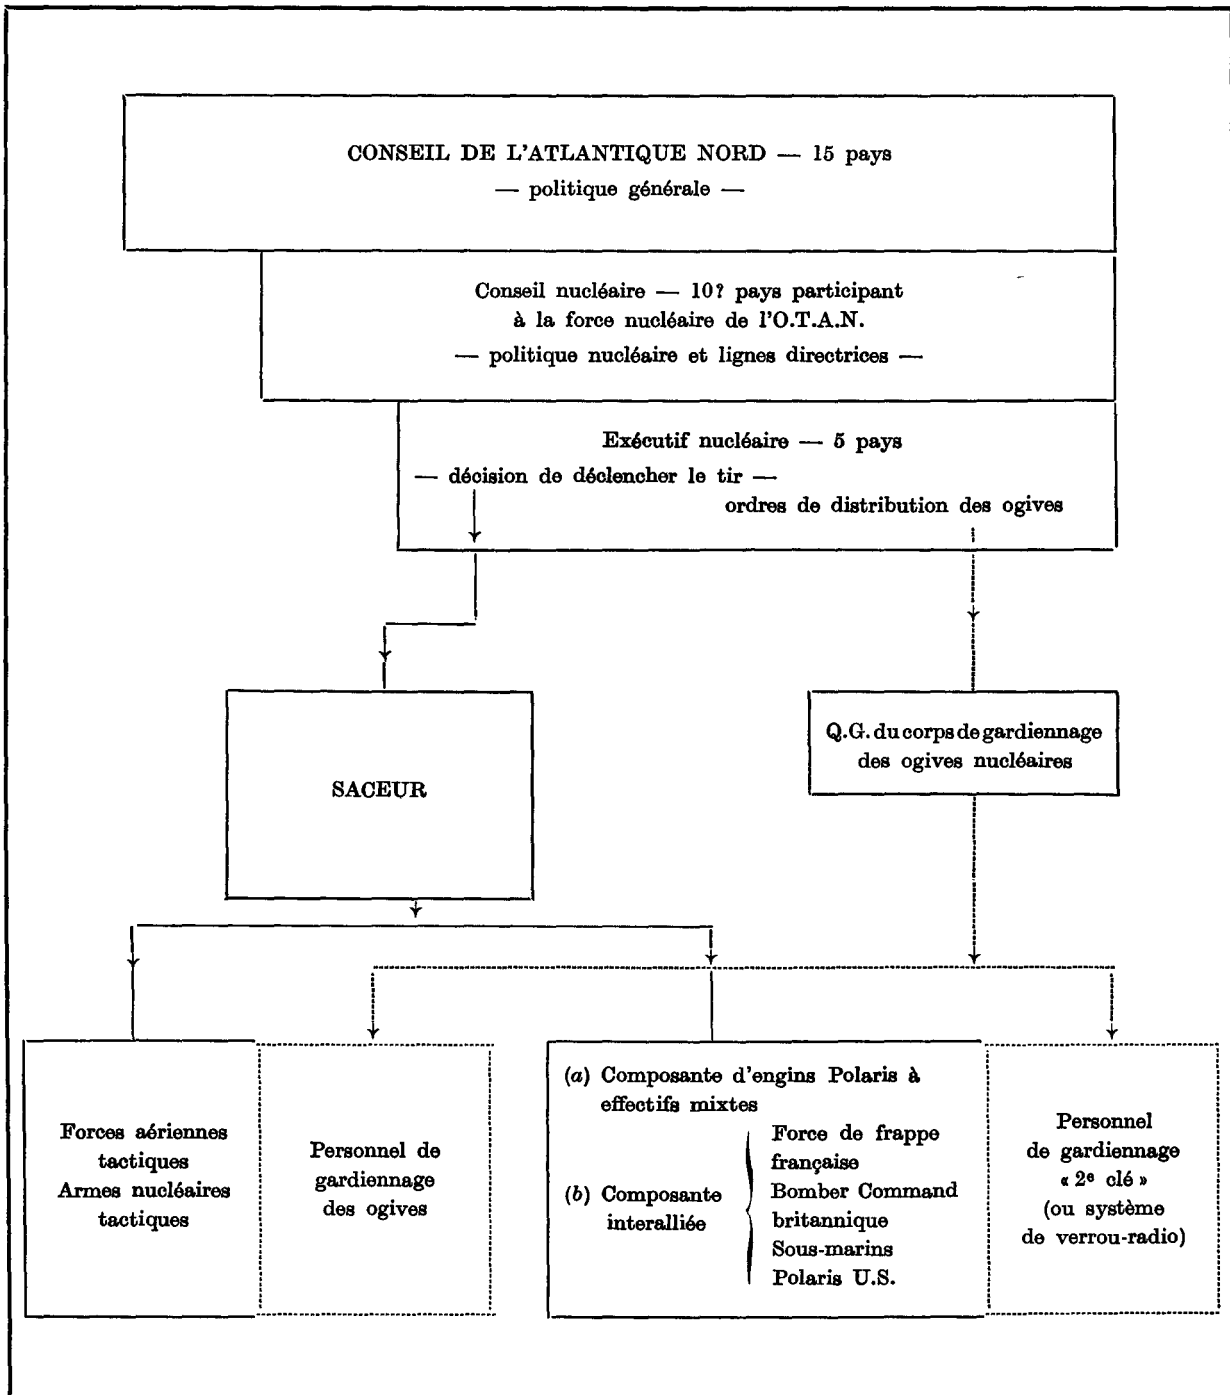 CONSEIL DE L'ATLANTIQUE NORD — 15 pays
— politique générale —
Conseil nucléaire — 10? pays participant
à la force nucléaire de l'O.T.A.N.
— politique nucléaire et lignes directrices —
Exécutif nucléaire — 5 pays
— décision de déclencher le tir —
ordres de distribution des ogives
SACEUR
Q.G. du corps de gardiennage
des ogives nucléaires
Forces aériennes
tactiques
Armes nucléaires
tactiques
Personnel de
gardiennage
des ogives
(a) Composante d'engins Polaris à
effectifs mixtes
(b) Composante
interalliée
Force de frappe
française
Bomber Command
britannique
Sous-marins
Polaris U.S.
Personnel
de gardiennage
« 2e clé »
(ou système
de verrou-radio)